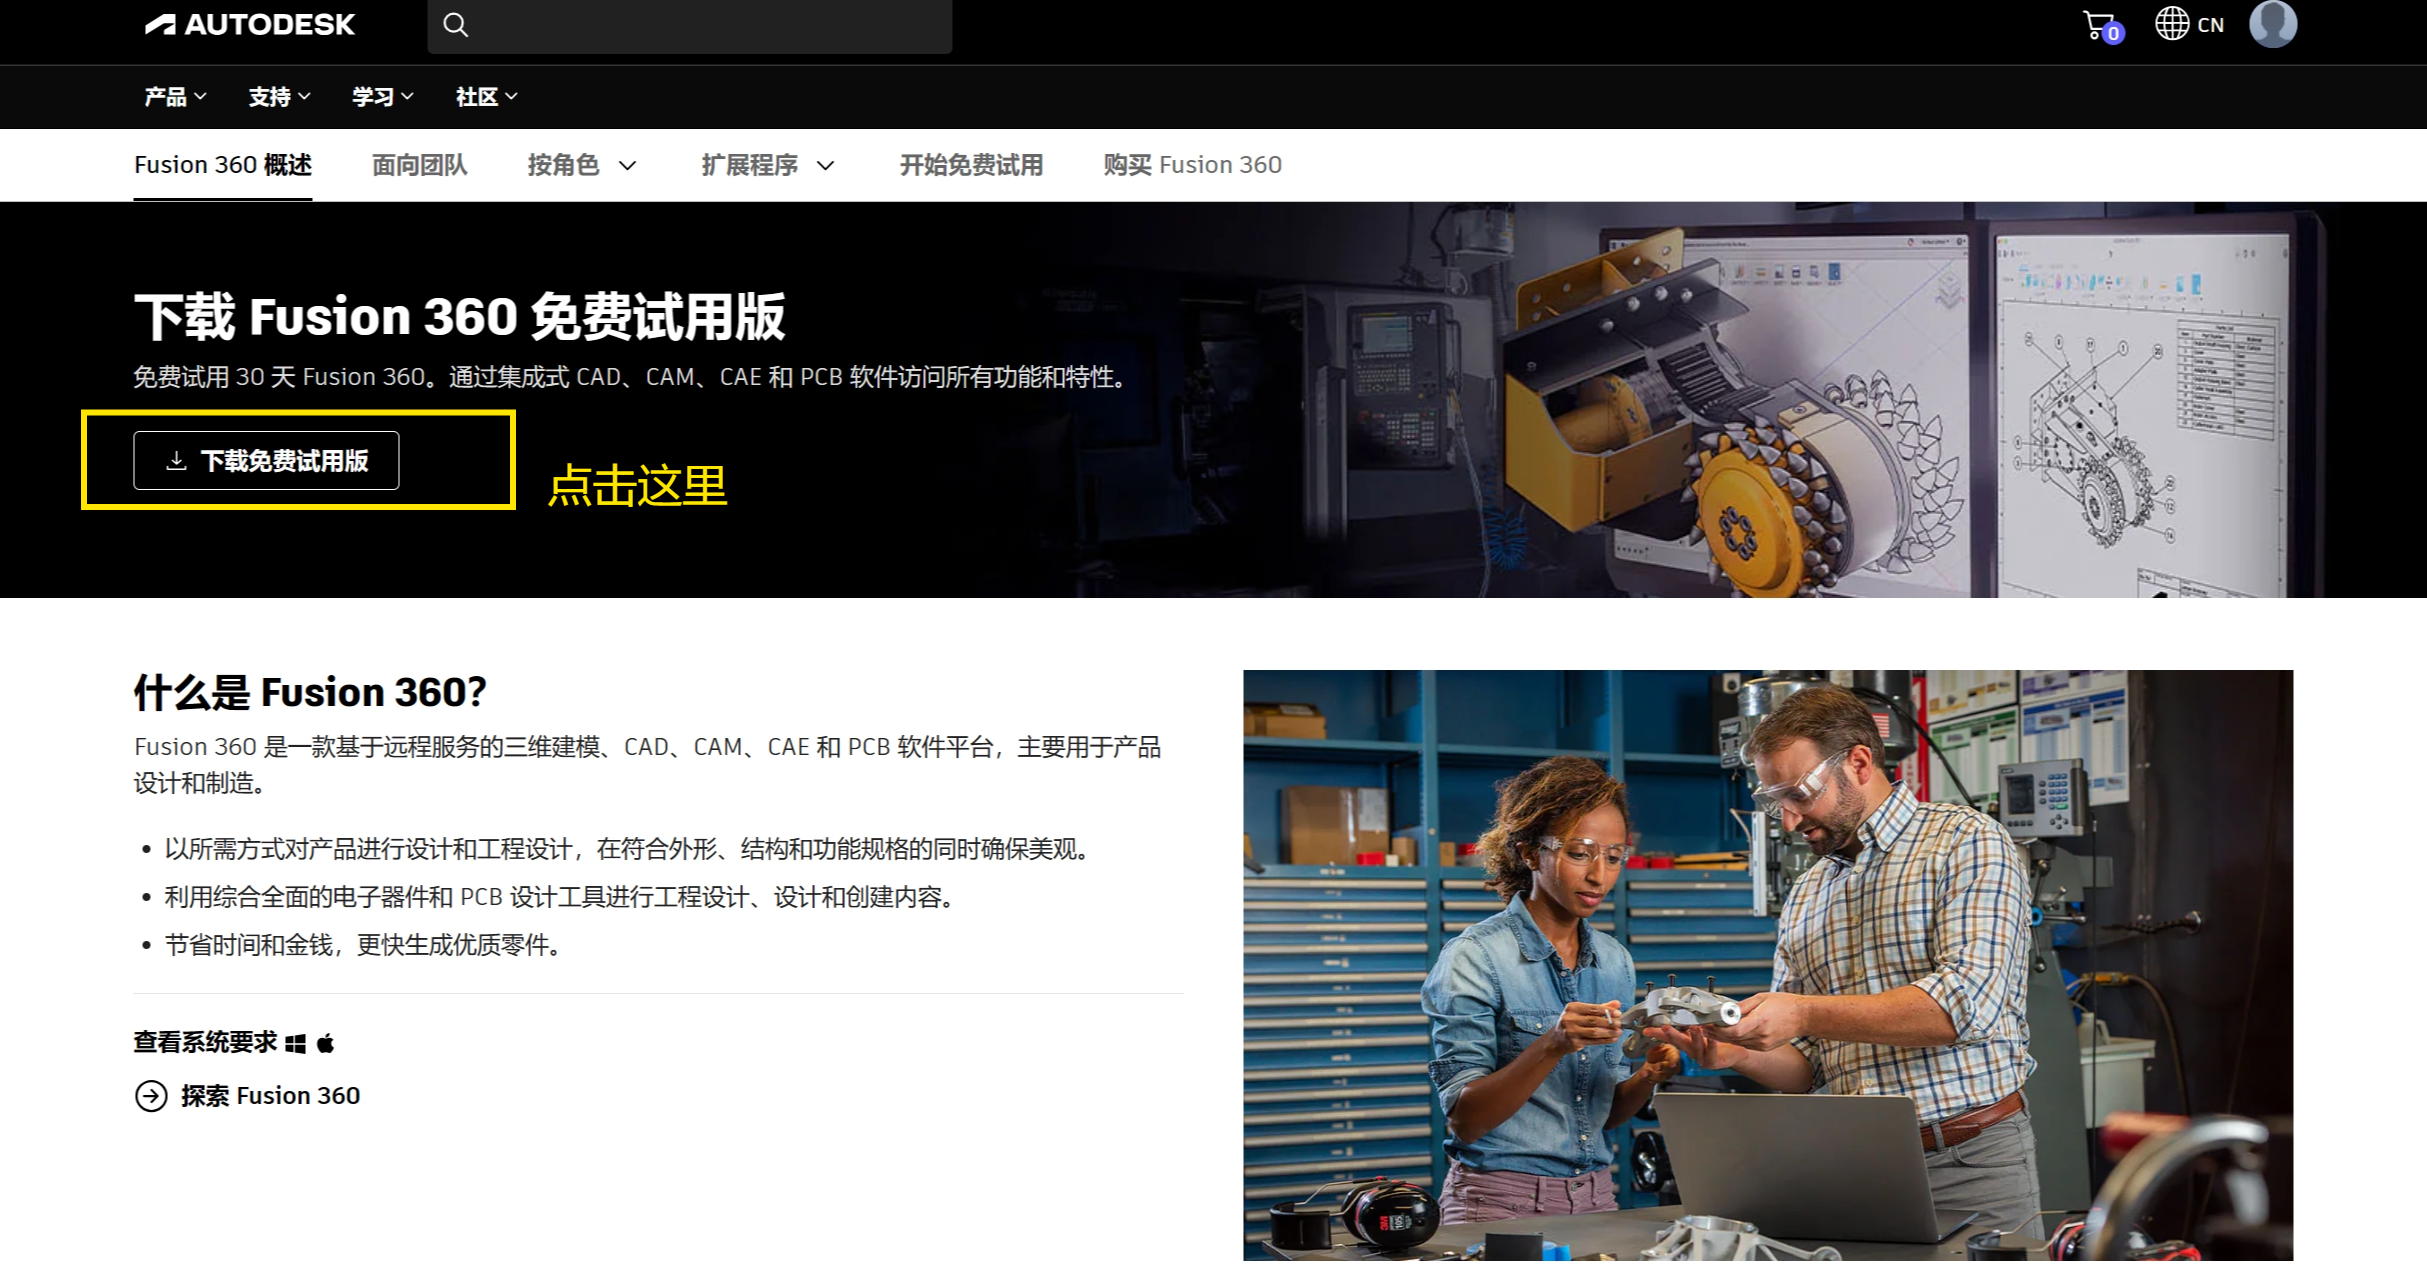 AUTODESK
0
CN
产品
支持
学习
社区
Fusion 360 概述
面向团队
按角色
扩展程序
开始免费试用
购买 Fusion 360
下载 Fusion 360 免费试用版
免费试用 30 天 Fusion 360。通过集成式 CAD、CAM、CAE 和 PCB 软件访问所有功能和特性。
下载免费试用版
点击这里
什么是 Fusion 360?
Fusion 360 是一款基于远程服务的三维建模、CAD、CAM、CAE 和 PCB 软件平台，主要用于产品
设计和制造。
• 以所需方式对产品进行设计和工程设计，在符合外形、结构和功能规格的同时确保美观。
• 利用综合全面的电子器件和 PCB 设计工具进行工程设计、设计和创建内容。
• 节省时间和金钱，更快生成优质零件。
查看系统要求
探索 Fusion 360